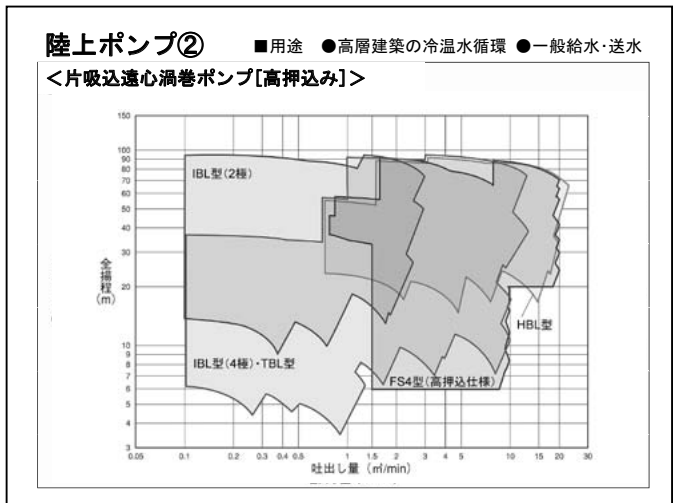 陸上ポンプ② ■用途 ●高層建築の冷温水循環 ●一般給水・送水
＜片吸込遠心渦巻ポンプ[高押込み]＞
150
100
90
80
70
60
50
40
30
20
10
9
8
7
6
5
4
3
全揚程(m)
IBL型(2極)
IBL型(4極)・TBL型
FS4型(高押込仕様)
HBL型
0.05 0.1 0.2 0.3 0.4 0.5 1 1.5 2 3 4 5 10 15 20 30
吐出し量 (㎥/min)